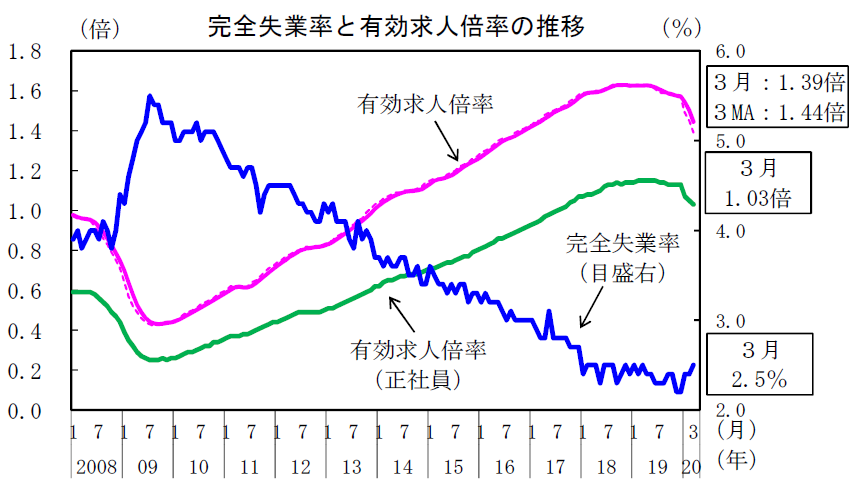 完全失業率と有効求人倍率の推移
（倍）
（％）
1.8
1.6
1.4
1.2
1.0
0.8
0.6
0.4
0.2
0.0
6.0
5.0
4.0
3.0
2.0
有効求人倍率
完全失業率
（目盛右）
有効求人倍率
（正社員）
３月：1.39倍
３MA：1.44倍
３月
1.03倍
３月
2.5％
1 7 1 7 1 7 1 7 1 7 1 7 1 7 1 7 1 7 1 7 1 7 1 7 3 （月）
2008 09 10 11 12 13 14 15 16 17 18 19 20 （年）